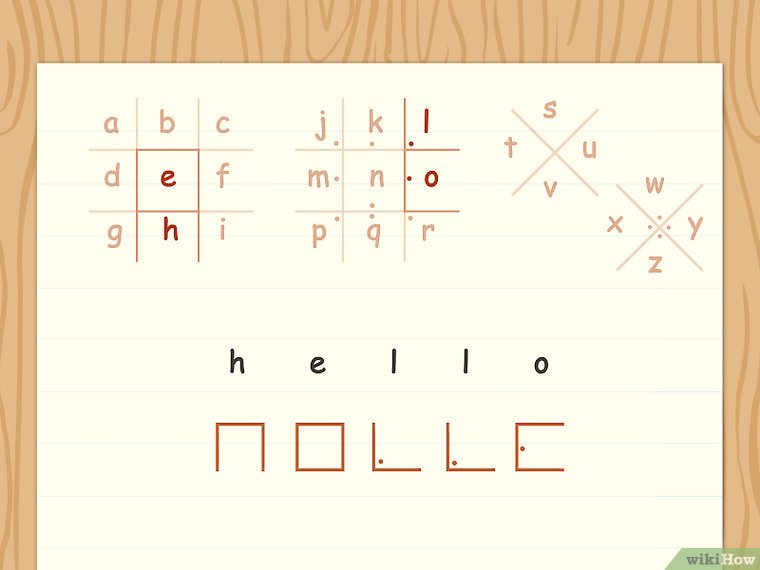 a b c j k l s
d e f m n o t u
g h i p q r v
w
x y
z
h e l l o
wikiHow